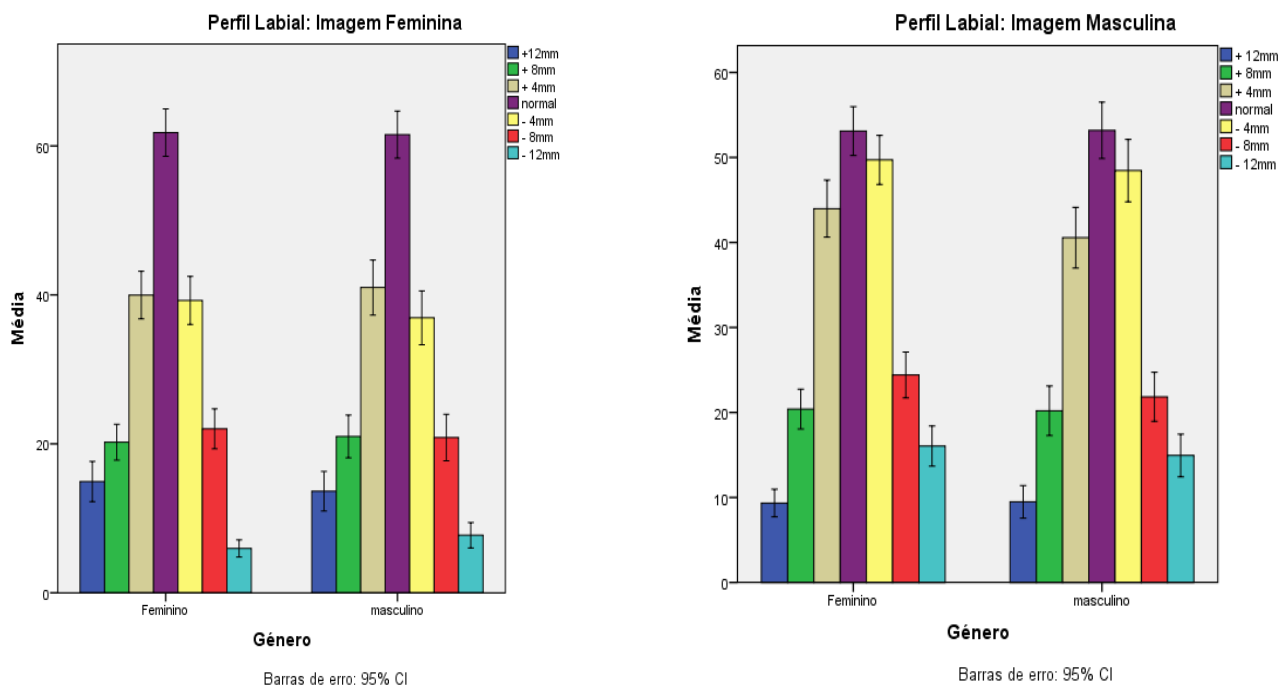 Perfil Labial: Imagem Feminina
+12mm
+ 8mm
+ 4mm
normal
- 4mm
- 8mm
- 12mm
Média
60
40
20
0
Feminino
masculino
Género
Barras de erro: 95% CI
Perfil Labial: Imagem Masculina
+ 12mm
+ 8mm
+ 4mm
normal
- 4mm
- 8mm
- 12mm
Média
60
50
40
30
20
10
0
Feminino
masculino
Género
Barras de erro: 95% CI